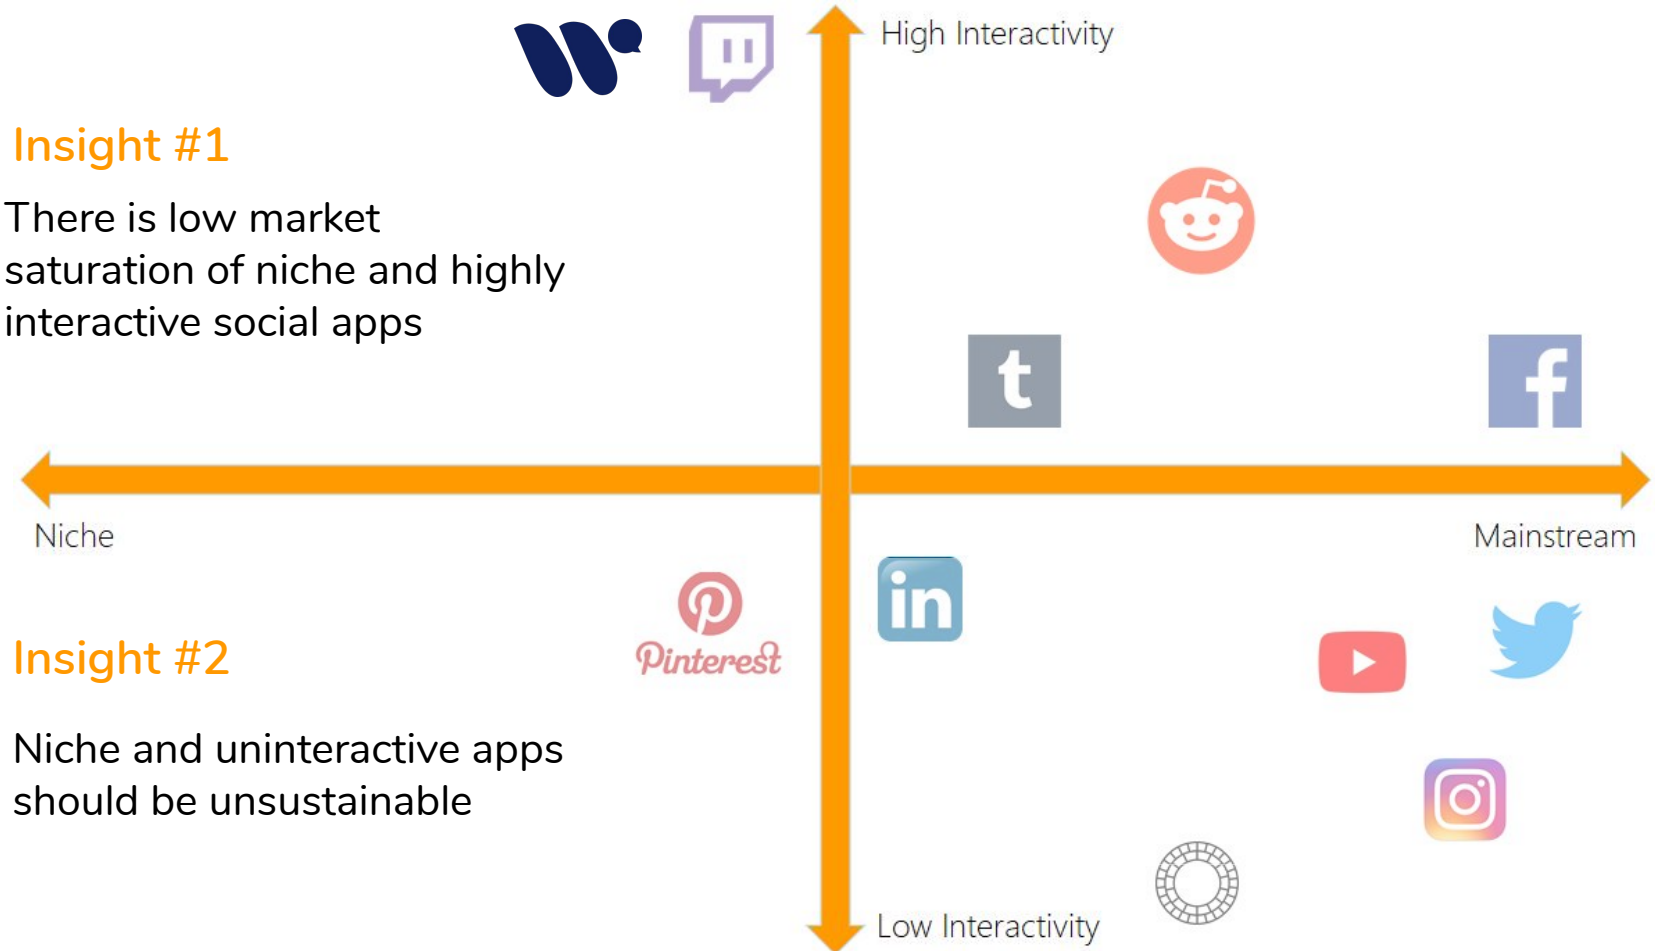 High Interactivity
Insight #1
There is low market
saturation of niche and highly
interactive social apps
t
f
Niche
Mainstream
in
Pinterest
Insight #2
Niche and uninteractive apps
should be unsustainable
Low Interactivity